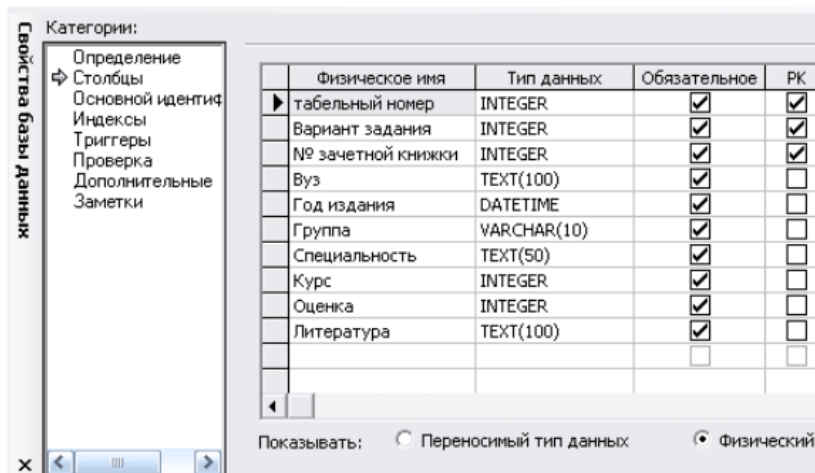 Свойства базы данных
Категории:
Определение
Столбцы
Основной идентиф
Индексы
Триггеры
Проверка
Дополнительные
Заметки
Физическое имя Тип данных Обязательное PK
табельный номер INTEGER
Вариант задания INTEGER
№ зачетной книжки INTEGER
Вуз TEXT(100)
Год издания DATETIME
Группа VARCHAR(10)
Специальность TEXT(50)
Курс INTEGER
Оценка INTEGER
Литература TEXT(100)
Показывать: Переносимый тип данных Физический